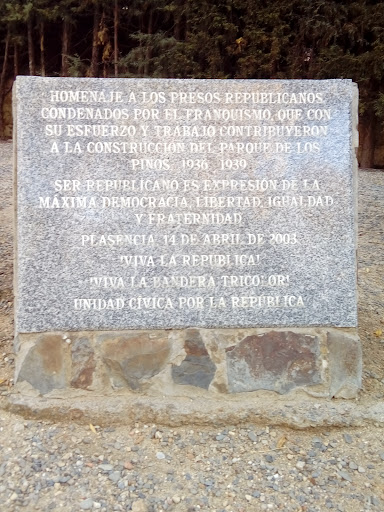 HOMENAJE A LOS PRESOS REPUBLICANOS,
CONDENADOS POR EL FRANQUISMO, QUE CON
SU ESFUERZO Y TRABAJO CONTRIBUYERON
A LA CONSTRUCCIÓN DEL PARQUE DE LOS
PINOS. 1936 - 1939.
SER REPUBLICANO ES EXPRESIÓN DE LA
MÁXIMA DEMOCRACIA, LIBERTAD, IGUALDAD
Y FRATERNIDAD.
PLASENCIA, 14 DE ABRIL DE 2003
!VIVA LA REPÚBLICA!
!VIVA LA BANDERA TRICOLOR!
UNIDAD CÍVICA POR LA REPÚBLICA